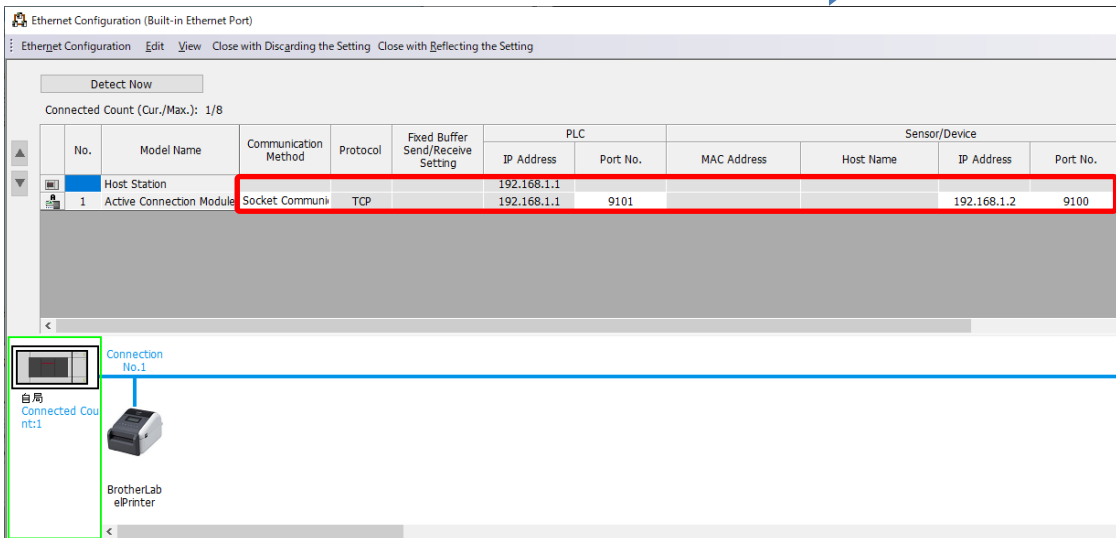 Ethernet Configuration (Built-in Ethernet Port)
Ethernet Configuration Edit View Close with Discarding the Setting Close with Reflecting the Setting
Detect Now
Connected Count (Cur./Max.): 1/8
No. Model Name Communication Method Protocol Fixed Buffer Send/Receive Setting PLC Sensor/Device
IP Address Port No. MAC Address Host Name IP Address Port No.
Host Station 192.168.1.1
1 Active Connection Module Socket Communi TCP 192.168.1.1 9101 192.168.1.2 9100
Connection
No.1
自局
Connected Cou
nt:1
BrotherLab
elPrinter